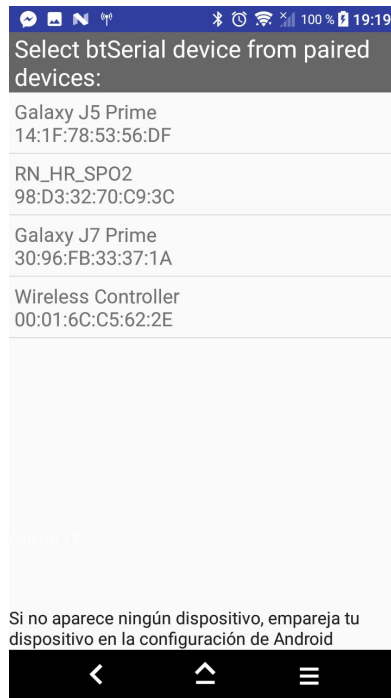 100 % 19:19
Select btSerial device from paired
devices:
Galaxy J5 Prime
14:1F:78:53:56:DF
RN_HR_SPO2
98:D3:32:70:C9:3C
Galaxy J7 Prime
30:96:FB:33:37:1A
Wireless Controller
00:01:6C:C5:62:2E
Si no aparece ningún dispositivo, empareja tu
dispositivo en la configuración de Android